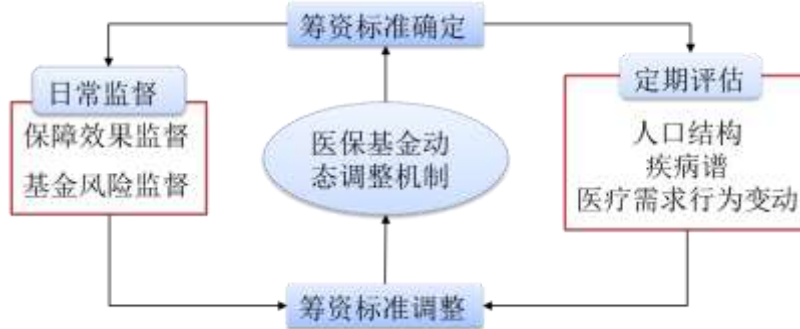 筹资标准确定
日常监督
保障效果监督
基金风险监督
医保基金动
态调整机制
定期评估
人口结构
疾病谱
医疗需求行为变动
筹资标准调整